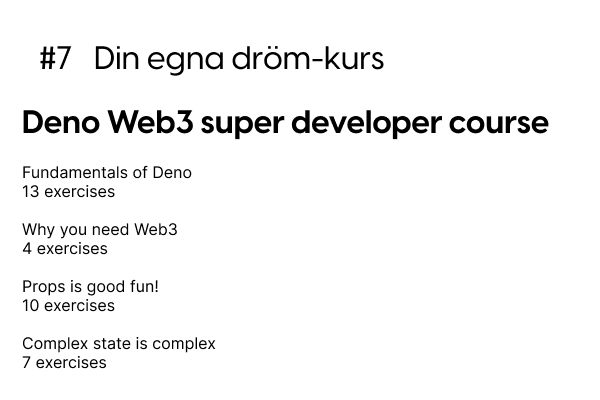 #7 Din egna dröm-kurs
Deno Web3 super developer course
Fundamentals of Deno
13 exercises
Why you need Web3
4 exercises
Props is good fun!
10 exercises
Complex state is complex
7 exercises